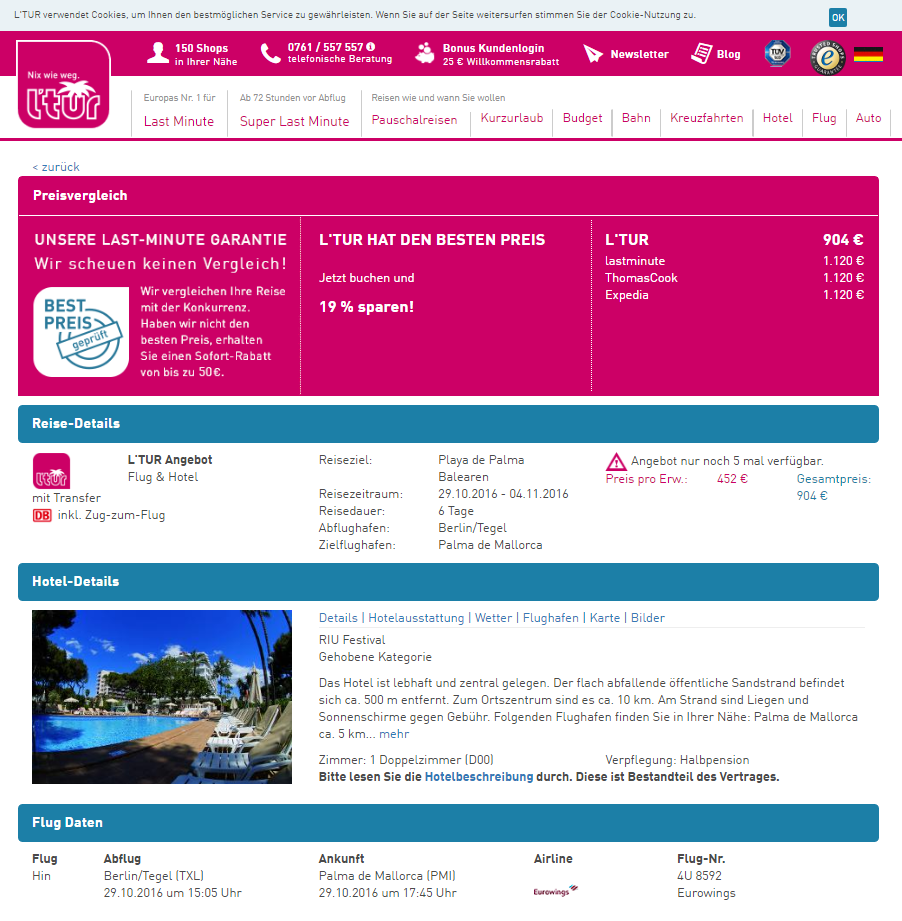 L'TUR verwendet Cookies, um Ihnen den bestmöglichen Service zu gewährleisten. Wenn Sie auf der Seite weitersurfen stimmen Sie der Cookie-Nutzung zu.
OK
150 Shops
in Ihrer Nähe
0761 / 557 557
telefonische Beratung
Bonus Kundenlogin
25 € Willkommensrabatt
Newsletter
Blog
TÜV
TRUSTED SHOPS
GUARANTEE
Nix wie weg.
L'TUR
Europas Nr. 1 für
Last Minute
Ab 72 Stunden vor Abflug
Super Last Minute
Reisen wie und wann Sie wollen
Pauschalreisen
Kurzurlaub
Budget
Bahn
Kreuzfahrten
Hotel
Flug
Auto
< zurück
Preisvergleich
UNSERE LAST-MINUTE GARANTIE
Wir scheuen keinen Vergleich!
BEST
PREIS
geprüft
Wir vergleichen Ihre Reise
mit der Konkurrenz.
Haben wir nicht den
besten Preis, erhalten
Sie einen Sofort-Rabatt
von bis zu 50€.
L'TUR HAT DEN BESTEN PREIS
Jetzt buchen und
19 % sparen!
L'TUR 904 €
lastminute 1.120 €
ThomasCook 1.120 €
Expedia 1.120 €
Reise-Details
L'TUR
mit Transfer
DB inkl. Zug-zum-Flug
L'TUR Angebot
Flug & Hotel
Reiseziel: Playa de Palma
Balearen
Reisezeitraum: 29.10.2016 - 04.11.2016
Reisedauer: 6 Tage
Abflughafen: Berlin/Tegel
Zielflughafen: Palma de Mallorca
Angebot nur noch 5 mal verfügbar.
Preis pro Erw.: 452 € Gesamtpreis:
904 €
Hotel-Details
Details | Hotelausstattung | Wetter | Flughafen | Karte | Bilder
RIU Festival
Gehobene Kategorie
Das Hotel ist lebhaft und zentral gelegen. Der flach abfallende öffentliche Sandstrand befindet
sich ca. 500 m entfernt. Zum Ortszentrum sind es ca. 10 km. Am Strand sind Liegen und
Sonnenschirme gegen Gebühr. Folgenden Flughafen finden Sie in Ihrer Nähe: Palma de Mallorca
ca. 5 km... mehr
Zimmer: 1 Doppelzimmer (D00) Verpflegung: Halbpension
Bitte lesen Sie die Hotelbeschreibung durch. Diese ist Bestandteil des Vertrages.
Flug Daten
Flug Abflug Ankunft Airline Flug-Nr.
Hin Berlin/Tegel (TXL) Palma de Mallorca (PMI) 4U 8592
29.10.2016 um 15:05 Uhr 29.10.2016 um 17:45 Uhr Eurowings Eurowings